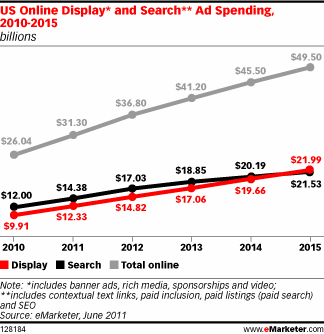 US Online Display* and Search** Ad Spending,
2010-2015
billions
$26.04
$31.30
$36.80
$41.20
$45.50
$49.50
$12.00
$14.38
$17.03
$18.85
$20.19
$21.99
$9.91
$12.33
$14.82
$17.06
$19.66
$21.53
2010
2011
2012
2013
2014
2015
Display
Search
Total online
Note: *includes banner ads, rich media, sponsorships and video;
**includes contextual text links, paid inclusion, paid listings (paid search)
and SEO
Source: eMarketer, June 2011
128184
www.eMarketer.com